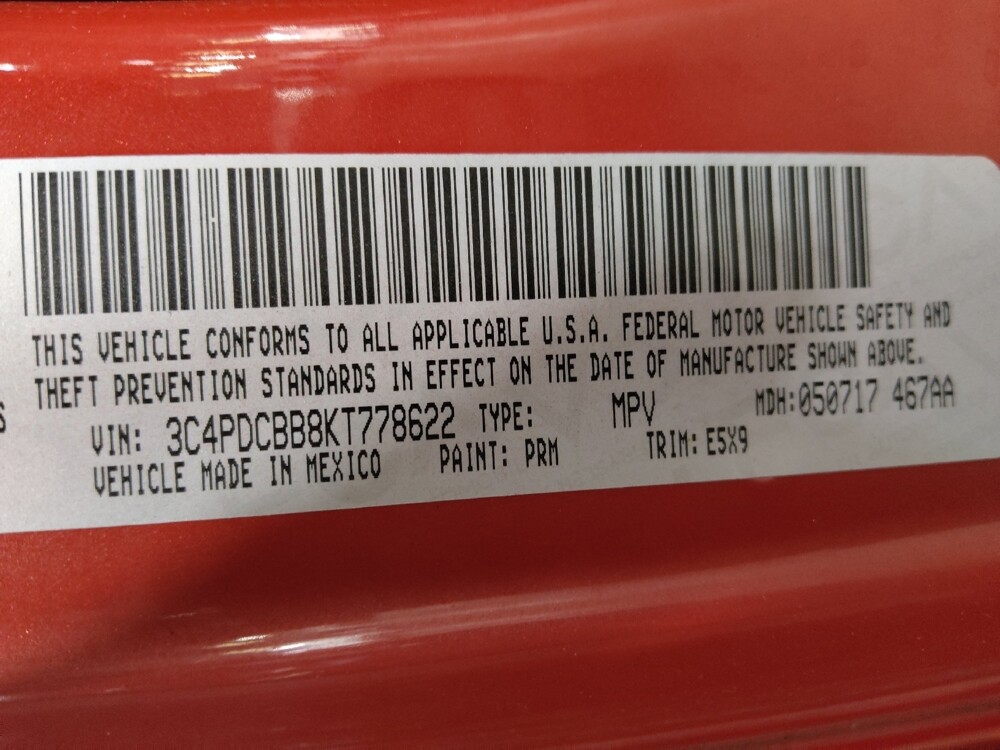 THIS VEHICLE CONFORMS TO ALL APPLICABLE U.S.A. FEDERAL MOTOR VEHICLE SAFETY AND
THEFT PREVENTION STANDARDS IN EFFECT ON THE DATE OF MANUFACTURE SHOWN ABOVE.
S
VIN: 3C4PDCBB8KT778622 TYPE: MPV MDH:050717 467AA
VEHICLE MADE IN MEXICO PAINT: PRM TRIM: E5X9